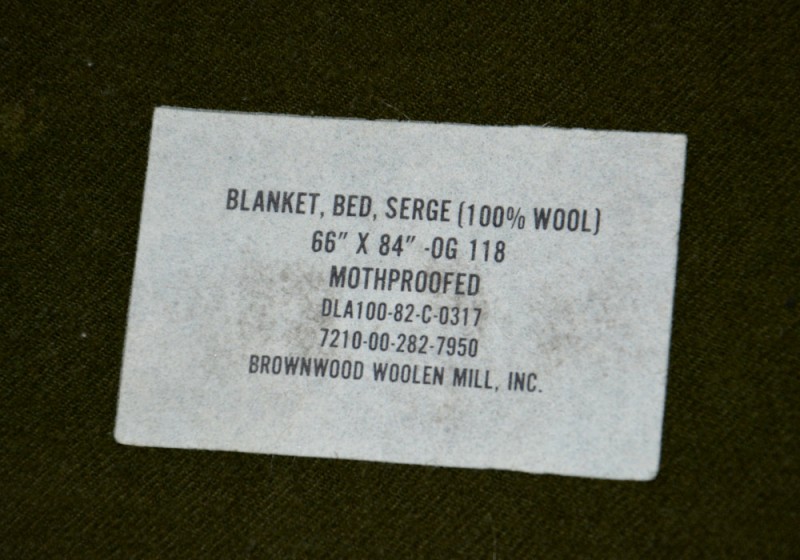 BLANKET, BED, SERGE (100% WOOL)
66" X 84" -OG 118
MOTHPROOFED
DLA100-82-C-0317
7210-00-282-7950
BROWNWOOD WOOLEN MILL, INC.